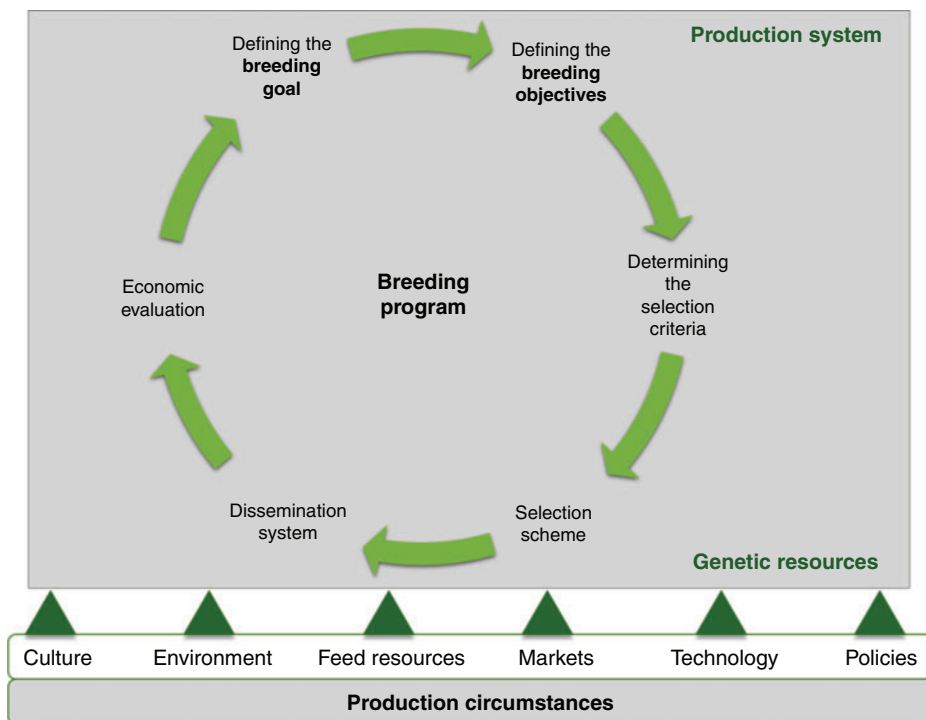 Production system
Defining the
breeding
goal
Defining the
breeding
objectives
Determining
the
selection
criteria
Selection
scheme
Dissemination
system
Economic
evaluation
Breeding
program
Genetic resources
Culture
Environment
Feed resources
Markets
Technology
Policies
Production circumstances